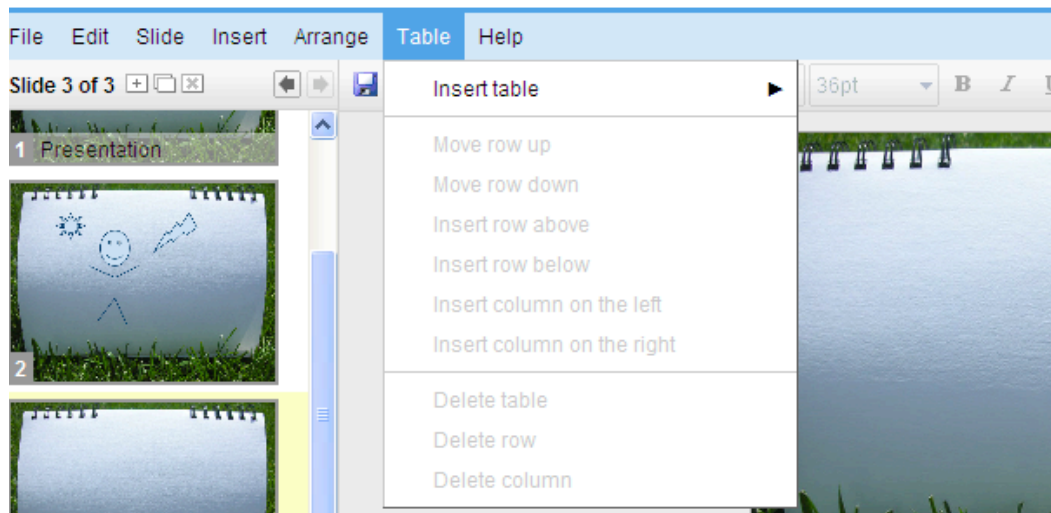 File Edit Slide Insert Arrange Table Help
Slide 3 of 3
36pt B I U
1 Presentation
2
Insert table
Move row up
Move row down
Insert row above
Insert row below
Insert column on the left
Insert column on the right
Delete table
Delete row
Delete column